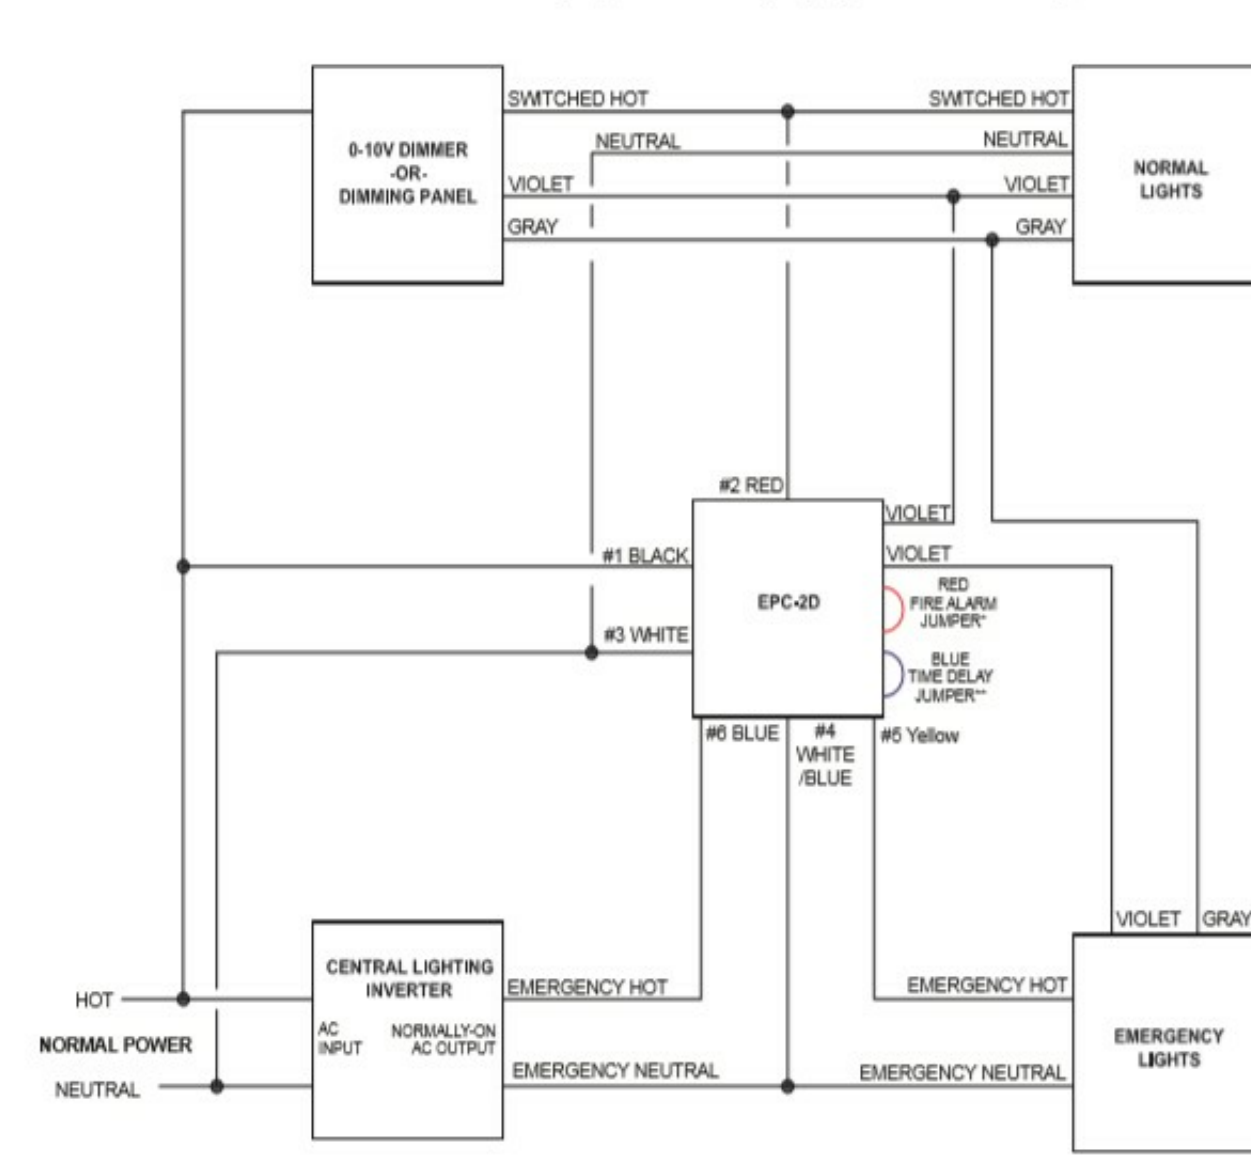 SWITCHED HOT
SWITCHED HOT
NEUTRAL
NEUTRAL
0-10V DIMMER
-OR-
DIMMING PANEL
VIOLET
VIOLET
GRAY
GRAY
NORMAL
LIGHTS
#2 RED
VIOLET
#1 BLACK
VIOLET
EPC-2D
RED
FIRE ALARM
JUMPER*
#3 WHITE
BLUE
TIME DELAY
JUMPER**
#6 BLUE
#4
WHITE
/BLUE
#5 Yellow
VIOLET
GRAY
CENTRAL LIGHTING
INVERTER
EMERGENCY HOT
EMERGENCY HOT
HOT
AC
INPUT
NORMALLY-ON
AC OUTPUT
NORMAL POWER
EMERGENCY
LIGHTS
EMERGENCY NEUTRAL
EMERGENCY NEUTRAL
NEUTRAL